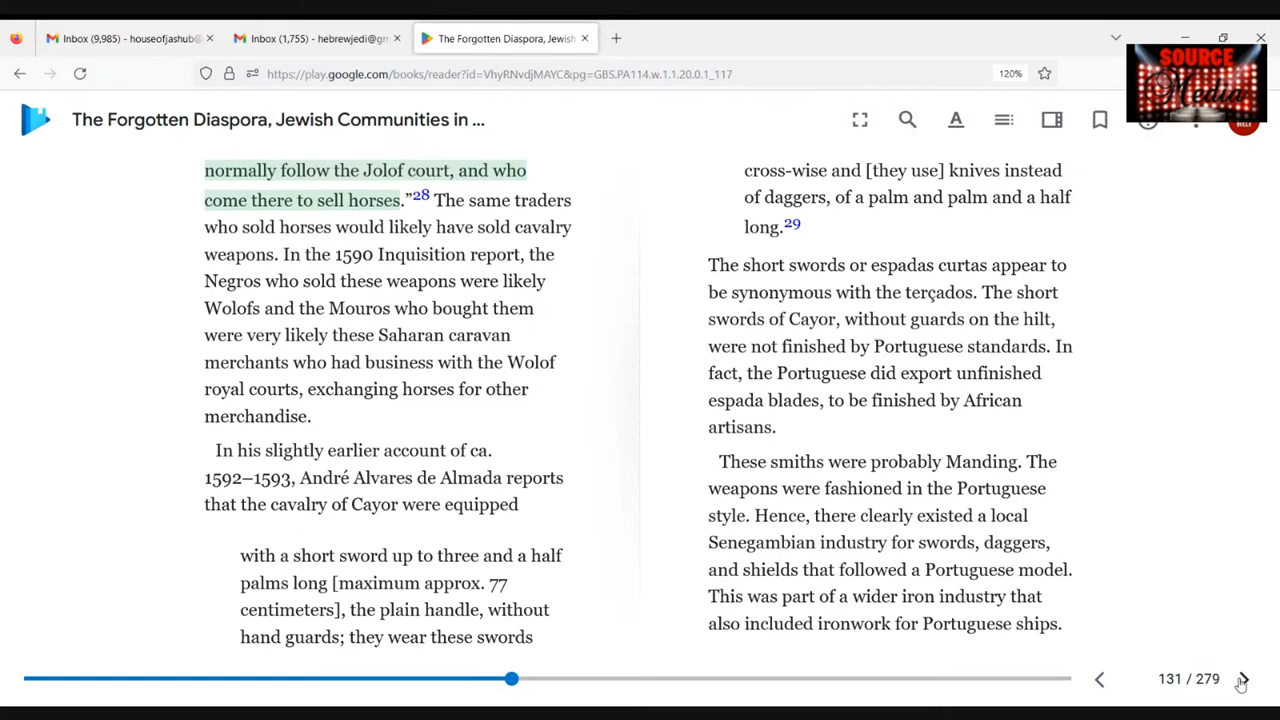 Inbox (9,985) - houseofjashub@
Inbox (1,755) - hebrewjedi@gm
The Forgotten Diaspora, Jewish
https://play.google.com/books/reader?id=VhyRNvdjMAYC&pg=GBS.PA114.w.1.1.20.0.1_117
120%
SOURCE
Media
The Forgotten Diaspora, Jewish Communities in ...
normally follow the Jolof court, and who
come there to sell horses.”28 The same traders
who sold horses would likely have sold cavalry
weapons. In the 1590 Inquisition report, the
Negros who sold these weapons were likely
Wolofs and the Mouros who bought them
were very likely these Saharan caravan
merchants who had business with the Wolof
royal courts, exchanging horses for other
merchandise.
In his slightly earlier account of ca.
1592–1593, André Alvares de Almada reports
that the cavalry of Cayor were equipped
with a short sword up to three and a half
palms long [maximum approx. 77
centimeters], the plain handle, without
hand guards; they wear these swords
cross-wise and [they use] knives instead
of daggers, of a palm and palm and a half
long.29
The short swords or espadas curtas appear to
be synonymous with the terçados. The short
swords of Cayor, without guards on the hilt,
were not finished by Portuguese standards. In
fact, the Portuguese did export unfinished
espada blades, to be finished by African
artisans.
These smiths were probably Manding. The
weapons were fashioned in the Portuguese
style. Hence, there clearly existed a local
Senegambian industry for swords, daggers,
and shields that followed a Portuguese model.
This was part of a wider iron industry that
also included ironwork for Portuguese ships.
131 / 279